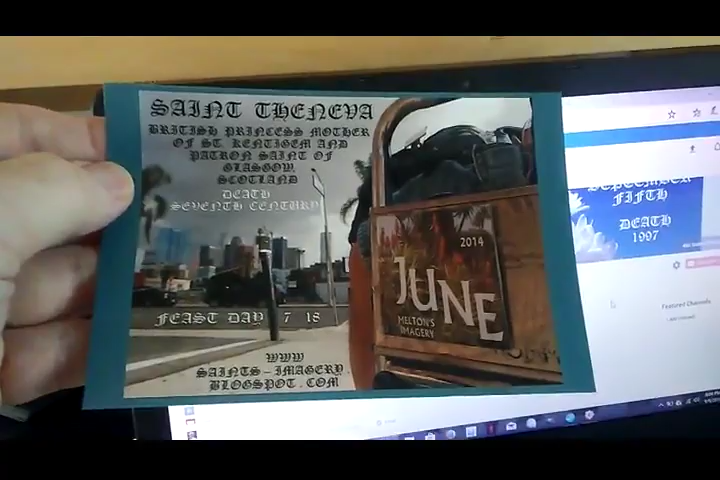 SAINT THENEVA
BRITISH PRINCESS MOTHER
OF ST. KENTIGEM AND
PATRON SAINT OF
GLASGOW,
SCOTLAND
DEATH
SEVENTH CENTURY
FEAST DAY 7 18
WWW
SAINTS-IMAGERY.
BLOGSPOT.COM
2014
JUNE
MELTON'S
IMAGERY
SEPTEMBER
FIFTH
DEATH
1997
Featured Channels